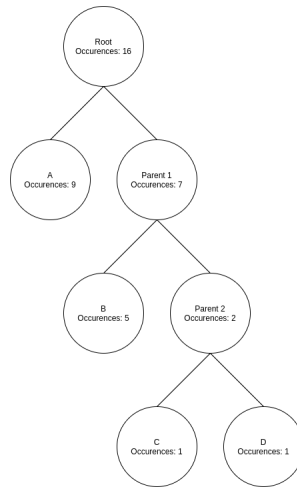 Root
Occurences: 16
A
Occurences: 9
Parent 1
Occurences: 7
B
Occurences: 5
Parent 2
Occurences: 2
C
Occurences: 1
D
Occurences: 1